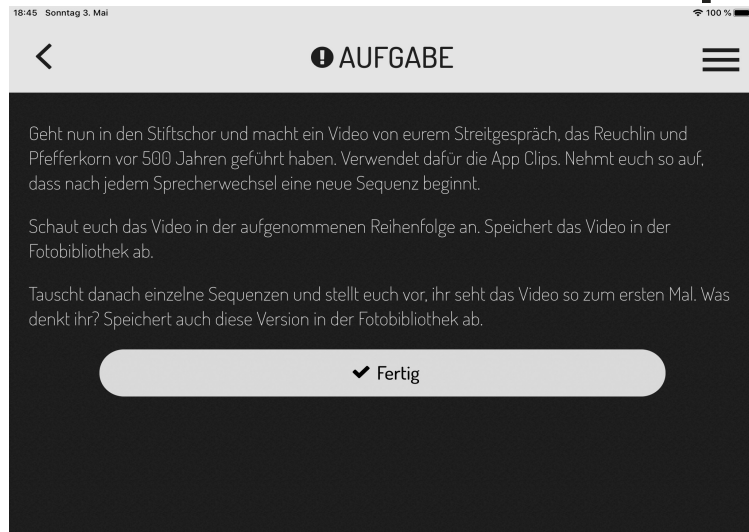 18:45 Sonntag 3. Mai
100 %
AUFGABE
Geht nun in den Stiftschor und macht ein Video von eurem Streitgespräch, das Reuchlin und
Pfefferkorn vor 500 Jahren geführt haben. Verwendet dafür die App Clips. Nehmt euch so auf,
dass nach jedem Sprecherwechsel eine neue Sequenz beginnt.
Schaut euch das Video in der aufgenommenen Reihenfolge an. Speichert das Video in der
Fotobibliothek ab.
Tauscht danach einzelne Sequenzen und stellt euch vor, ihr seht das Video so zum ersten Mal. Was
denkt ihr? Speichert auch diese Version in der Fotobibliothek ab.
Fertig